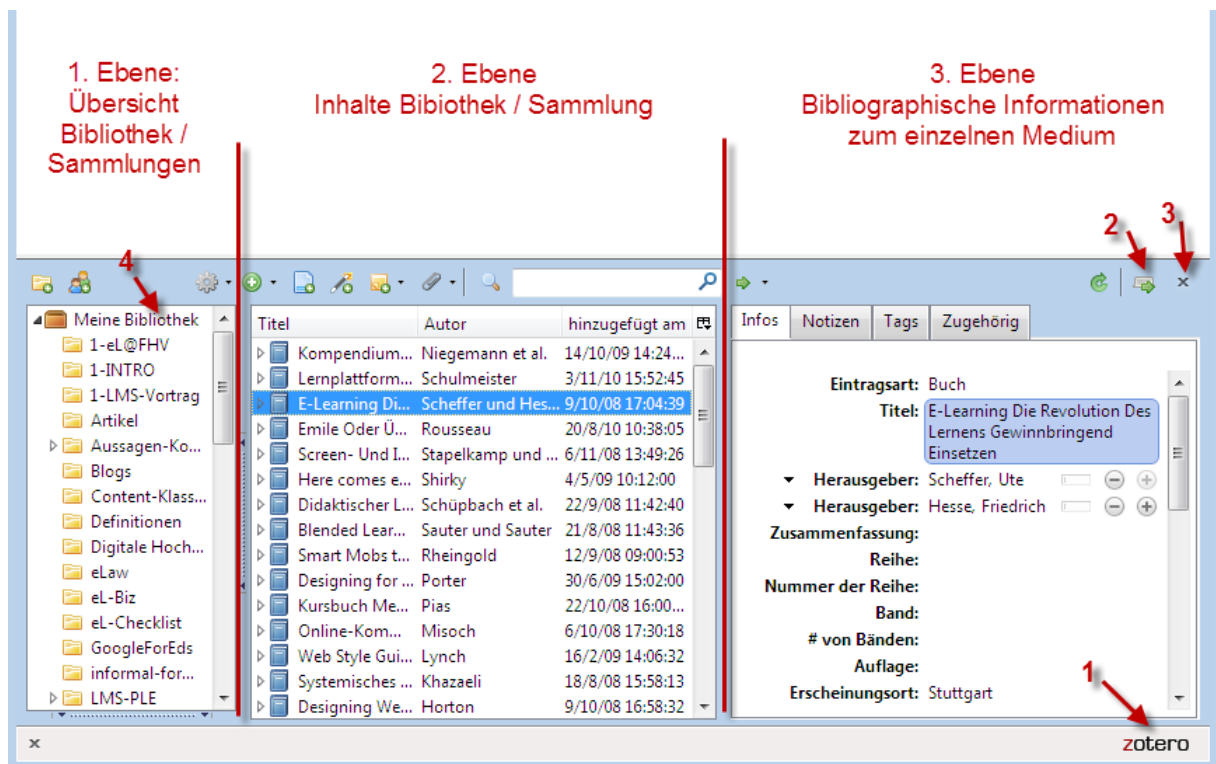 1. Ebene:
Übersicht
Bibliothek /
Sammlungen
2. Ebene
Inhalte Bibiothek / Sammlung
3. Ebene
Bibliographische Informationen
zum einzelnen Medium
2
3
4
Meine Bibliothek
1-eL@FHV
1-INTRO
1-LMS-Vortrag
Artikel
Aussagen-Ko...
Blogs
Content-Klass...
Definitionen
Digitale Hoch...
eLaw
eL-Biz
eL-Checklist
GoogleForEds
informal-for...
LMS-PLE
Titel Autor hinzugefügt am
Kompendium... Niegemann et al. 14/10/09 14:24...
Lernplattform... Schulmeister 3/11/10 15:52:45
E-Learning Di... Scheffer und Hes... 9/10/08 17:04:39
Emile Oder Ü... Rousseau 20/8/10 10:38:05
Screen- Und I... Stapelkamp und ... 6/11/08 13:49:26
Here comes e... Shirky 4/5/09 10:12:00
Didaktischer L... Schüpbach et al. 22/9/08 11:42:40
Blended Lear... Sauter und Sauter 21/8/08 11:43:36
Smart Mobs t... Rheingold 12/9/08 09:00:53
Designing for ... Porter 30/6/09 15:02:00
Kursbuch Me... Pias 22/10/08 16:00...
Online-Kom... Misoch 6/10/08 17:30:18
Web Style Gui... Lynch 16/2/09 14:06:32
Systemisches ... Khazaeli 18/8/08 15:58:13
Designing We... Horton 9/10/08 16:58:32
Infos Notizen Tags Zugehörig
Eintragsart: Buch
Titel: E-Learning Die Revolution Des
Lernens Gewinnbringend
Einsetzen
Herausgeber: Scheffer, Ute
Herausgeber: Hesse, Friedrich
Zusammenfassung:
Reihe:
Nummer der Reihe:
Band:
# von Bänden:
Auflage:
Erscheinungsort: Stuttgart
1
zotero